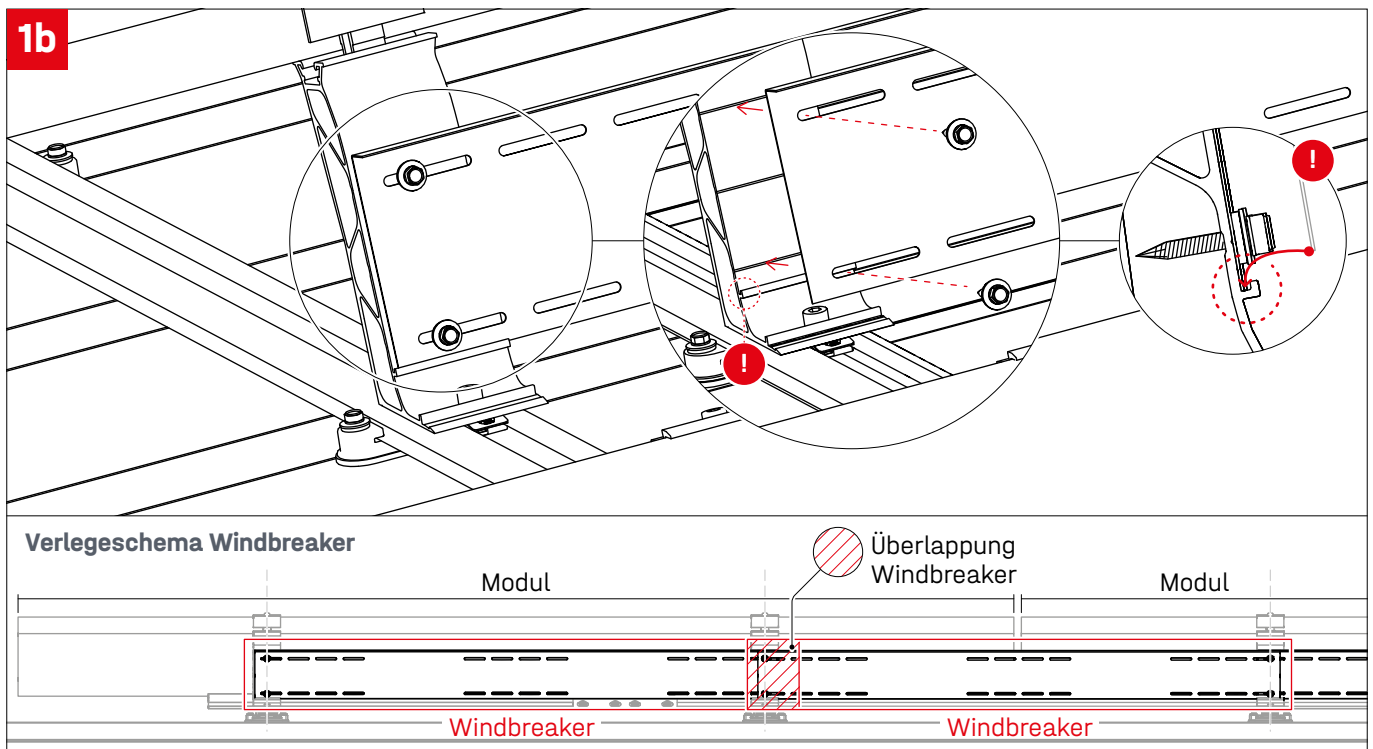 1b
!
!
Verlegeschema Windbreaker
Überlappung
Windbreaker
Modul
Modul
Windbreaker
Windbreaker